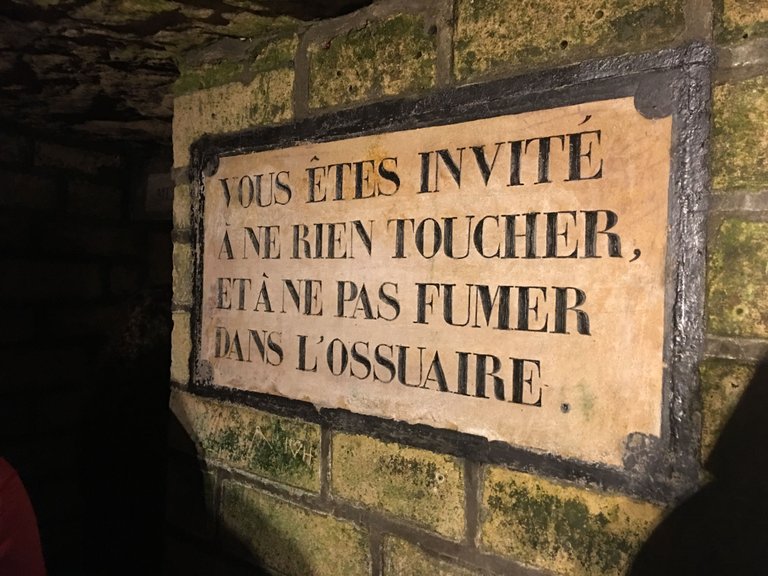 VOUS ÊTES INVITÉ
À NE RIEN TOUCHER,
ET À NE PAS FUMER
DANS L'OSSUAIRE.